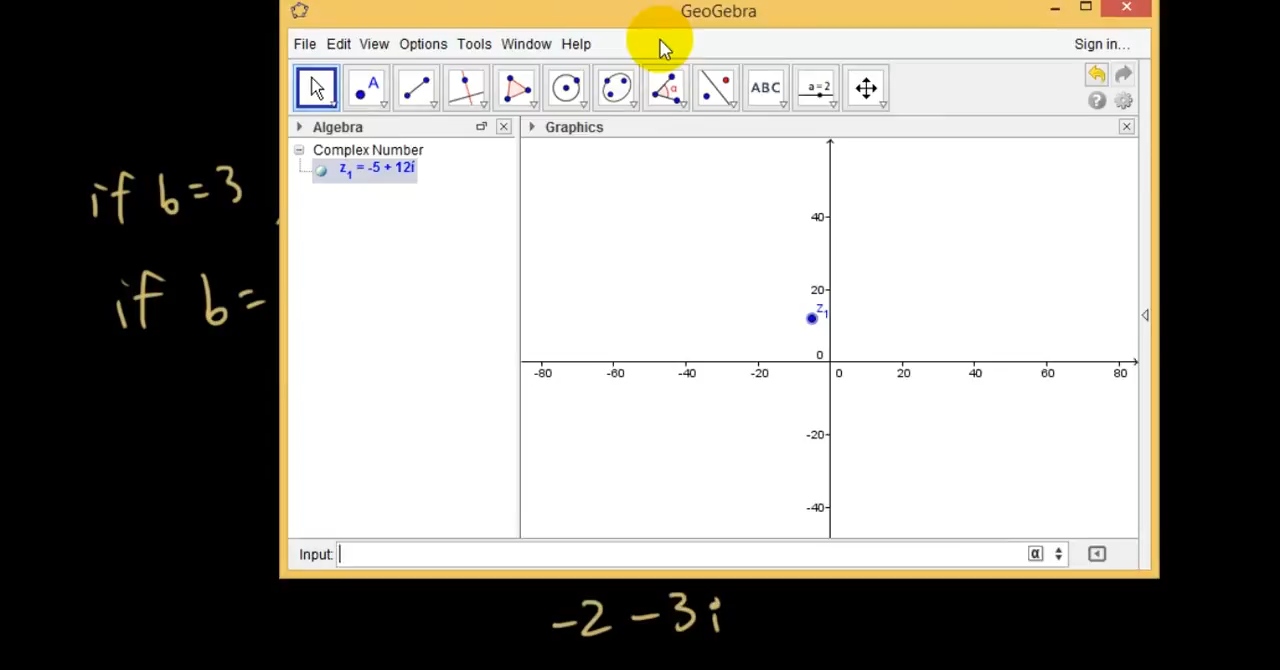 GeoGebra
File Edit View Options Tools Window Help Sign in...
ABC a=2
Algebra
Graphics
Complex Number
z1 = -5 + 12i
if b=3
if b=
40
20
z1
0
-80 -60 -40 -20 0 20 40 60 80
-20
-40
Input: α
-2 -3i